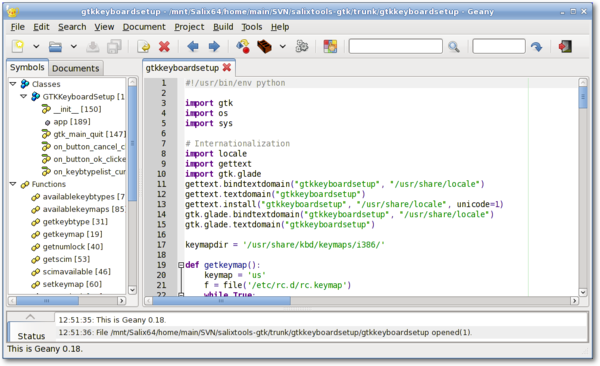 gtkkeyboardsetup - /mnt/Salix64/home/main/SVN/salixtools-gtk/trunk/gtkkeyboardsetup - Geany
File Edit Search View Document Project Build Tools Help
Symbols Documents
Classes
GTKKeyboardSetup [1
__init__ [150]
app [189]
gtk_main_quit [147]
on_button_cancel_c
on_button_ok_clicke
on_keybtypelist_cur
Functions
availablekeybtypes [7
availablekeymaps [85]
getkeybtype [31]
getkeymap [19]
getnumlock [40]
getscim [53]
scimavailable [46]
setkeymap [60]
gtkkeyboardsetup
1 #!/usr/bin/env python
2
3 import gtk
4 import os
5 import sys
6
7 # Internationalization
8 import locale
9 import gettext
10 import gtk.glade
11 gettext.bindtextdomain("gtkkeyboardsetup", "/usr/share/locale")
12 gettext.textdomain("gtkkeyboardsetup")
13 gettext.install("gtkkeyboardsetup", "/usr/share/locale", unicode=1)
14 gtk.glade.bindtextdomain("gtkkeyboardsetup", "/usr/share/locale")
15 gtk.glade.textdomain("gtkkeyboardsetup")
16
17 keymapdir = '/usr/share/kbd/keymaps/i386/'
18
19 def getkeymap():
20 keymap = 'us'
21 f = file('/etc/rc.d/rc.keymap')
22 while True:
Status
12:51:35: This is Geany 0.18.
12:51:36: File /mnt/Salix64/home/main/SVN/salixtools-gtk/trunk/gtkkeyboardsetup/gtkkeyboardsetup opened(1).
This is Geany 0.18.